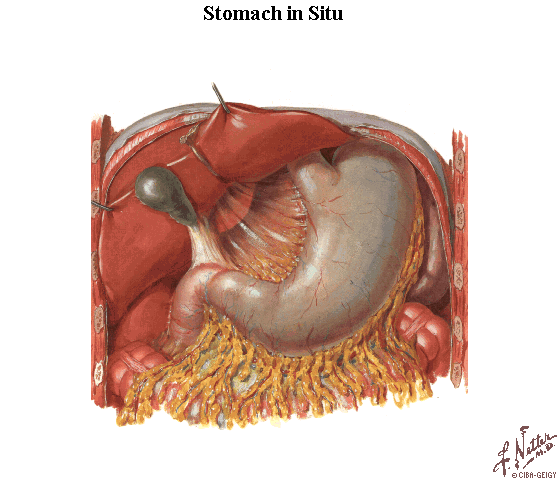 Stomach in Situ
F. Netter
M.D.
© CIBA-GEIGY